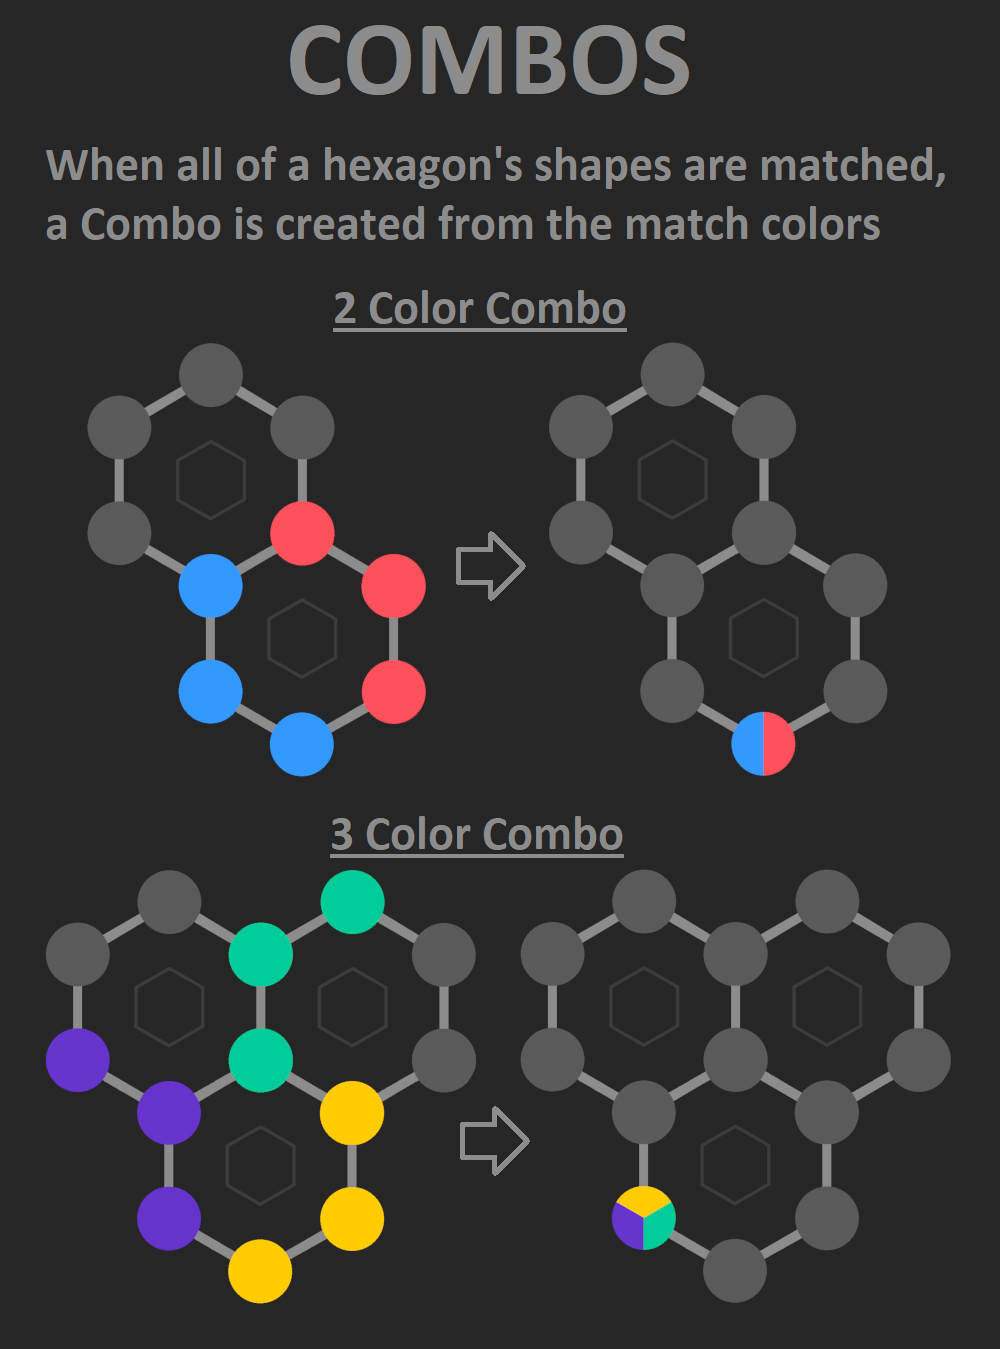 COMBOS
When all of a hexagon's shapes are matched,
a Combo is created from the match colors
2 Color Combo
3 Color Combo